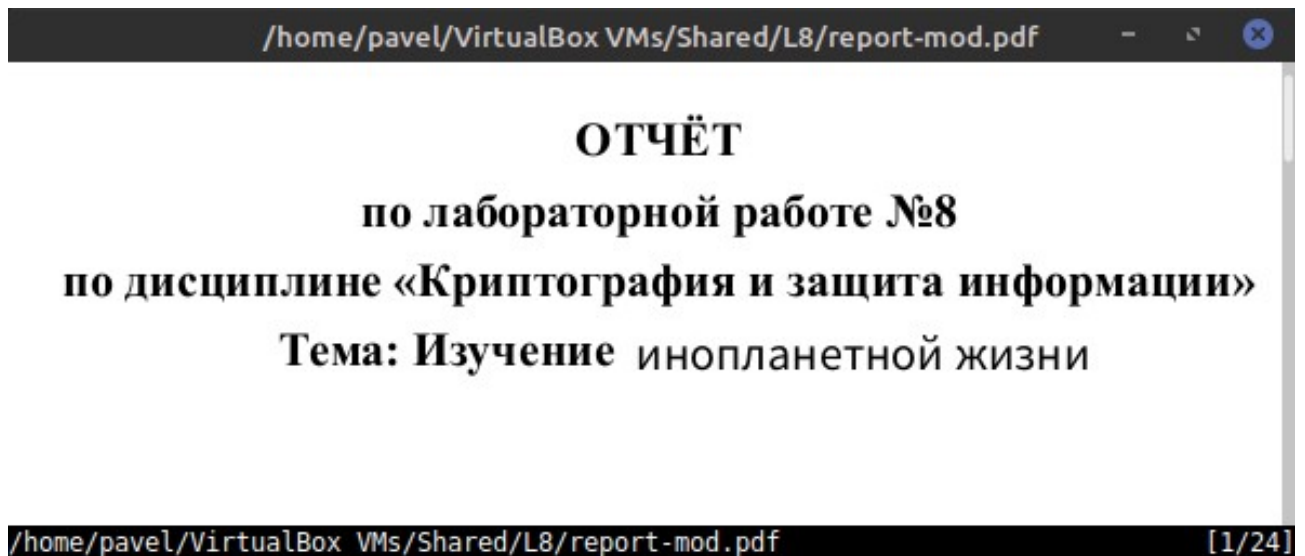 /home/pavel/VirtualBox VMs/Shared/L8/report-mod.pdf
ОТЧЁТ
по лабораторной работе №8
по дисциплине «Криптография и защита информации»
Тема: Изучение инопланетной жизни
/home/pavel/VirtualBox VMs/Shared/L8/report-mod.pdf [1/24]